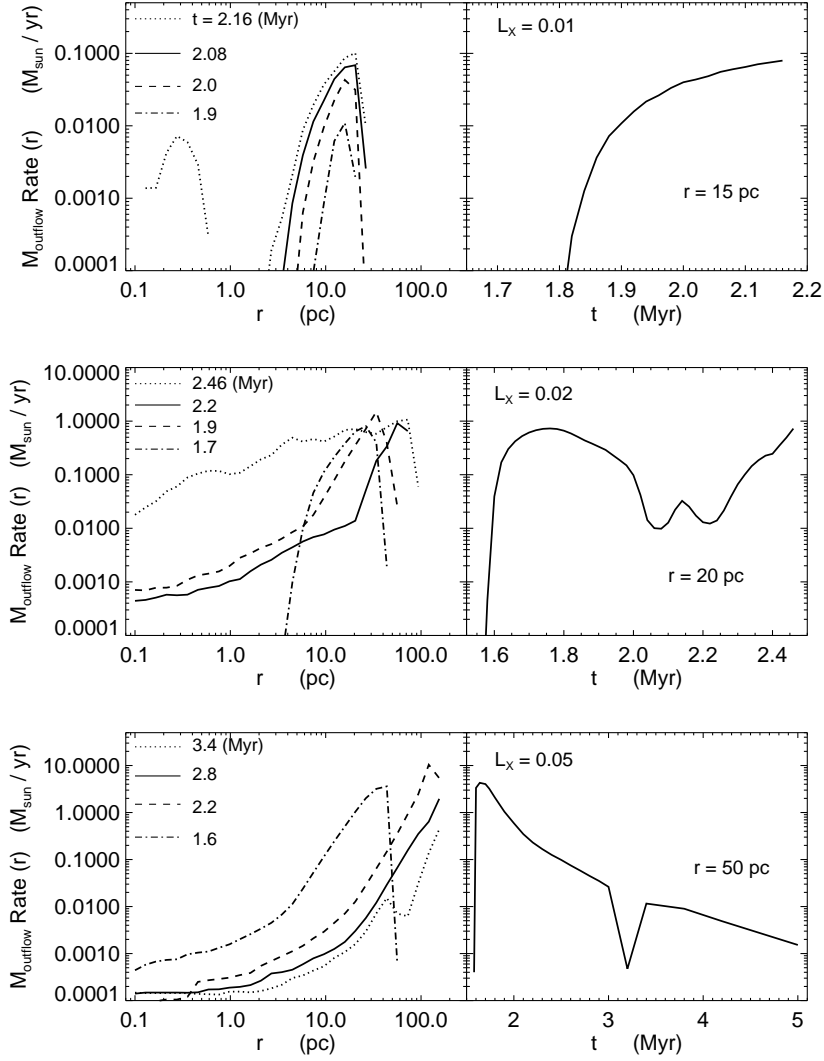 t = 2.16 (Myr)
2.08
2.0
1.9
M_outflow Rate (r) (M_sun / yr)
0.1000
0.0100
0.0010
0.0001
0.1 1.0 10.0 100.0
r (pc)
L_X = 0.01
r = 15 pc
1.7 1.8 1.9 2.0 2.1 2.2
t (Myr)
2.46 (Myr)
2.2
1.9
1.7
M_outflow Rate (r) (M_sun / yr)
10.0000
1.0000
0.1000
0.0100
0.0010
0.0001
0.1 1.0 10.0 100.0
r (pc)
L_X = 0.02
r = 20 pc
1.6 1.8 2.0 2.2 2.4
t (Myr)
3.4 (Myr)
2.8
2.2
1.6
M_outflow Rate (r) (M_sun / yr)
10.0000
1.0000
0.1000
0.0100
0.0010
0.0001
0.1 1.0 10.0 100.0
r (pc)
L_X = 0.05
r = 50 pc
2 3 4 5
t (Myr)